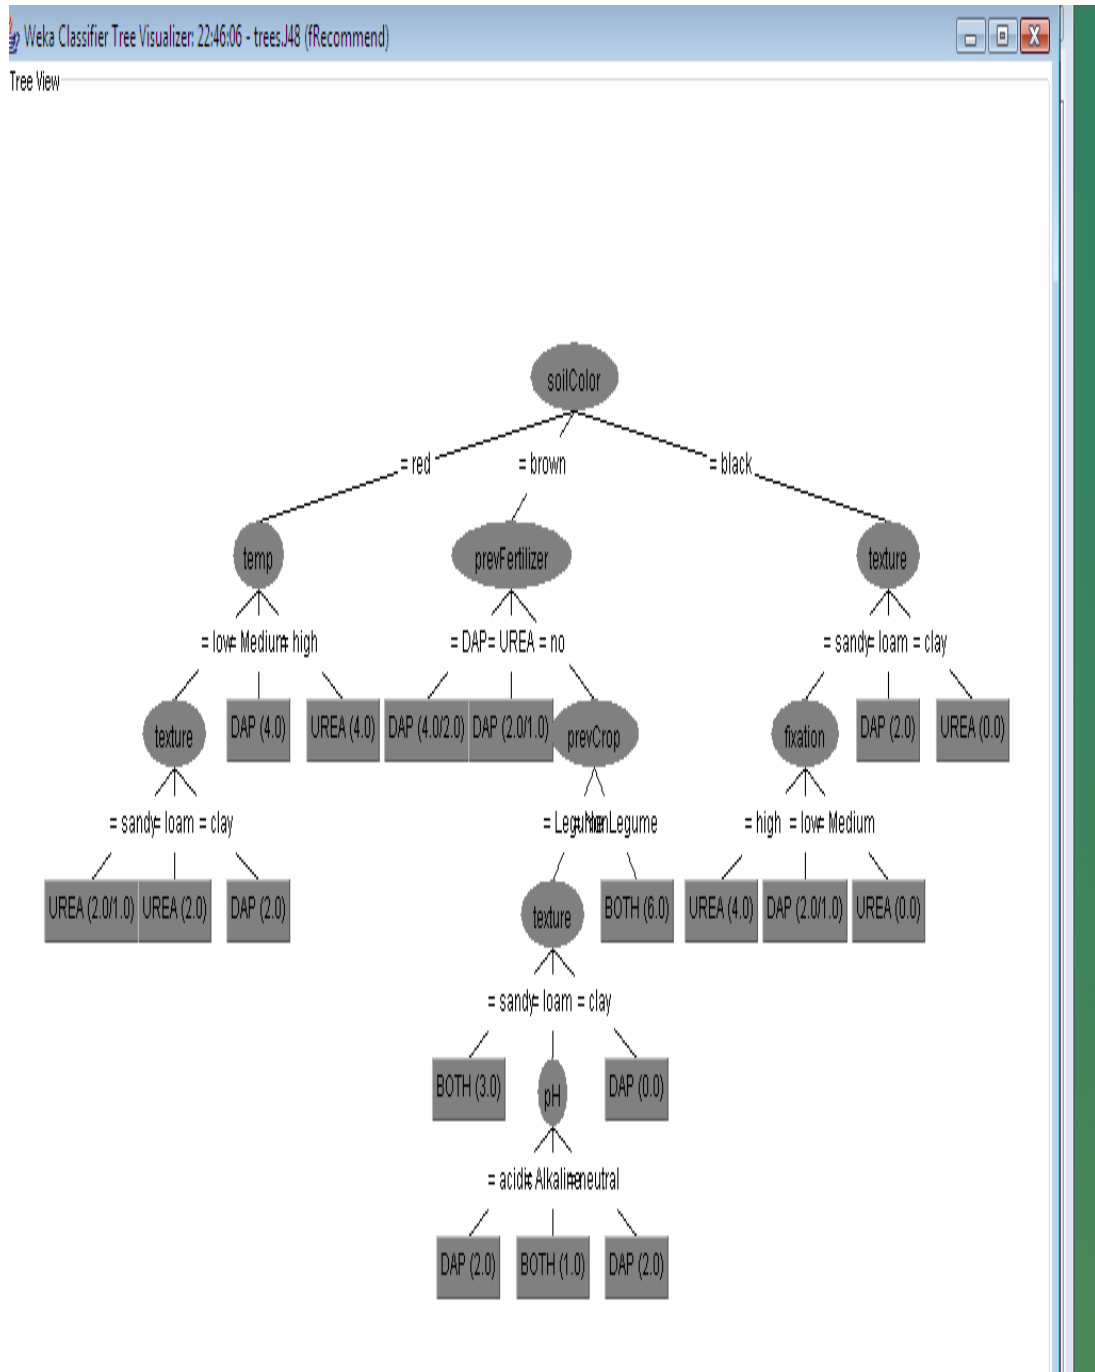 Weka Classifier Tree Visualizer: 22:46:06 - trees.J48 (fRecommend)
Tree View
soilColor
= red = brown = black
temp prevFertilizer texture
= low = Medium = high = DAP = UREA = no = sandy = loam = clay
texture DAP (4.0) UREA (4.0) DAP (4.0/2.0) DAP (2.0/1.0) prevCrop fixation DAP (2.0) UREA (0.0)
= sandy = loam = clay = Legume = NonLegume = high = low = Medium
UREA (2.0/1.0) UREA (2.0) DAP (2.0) texture BOTH (6.0) UREA (4.0) DAP (2.0/1.0) UREA (0.0)
= sandy = loam = clay
BOTH (3.0) pH DAP (0.0)
= acidic = Alkaline = neutral
DAP (2.0) BOTH (1.0) DAP (2.0)